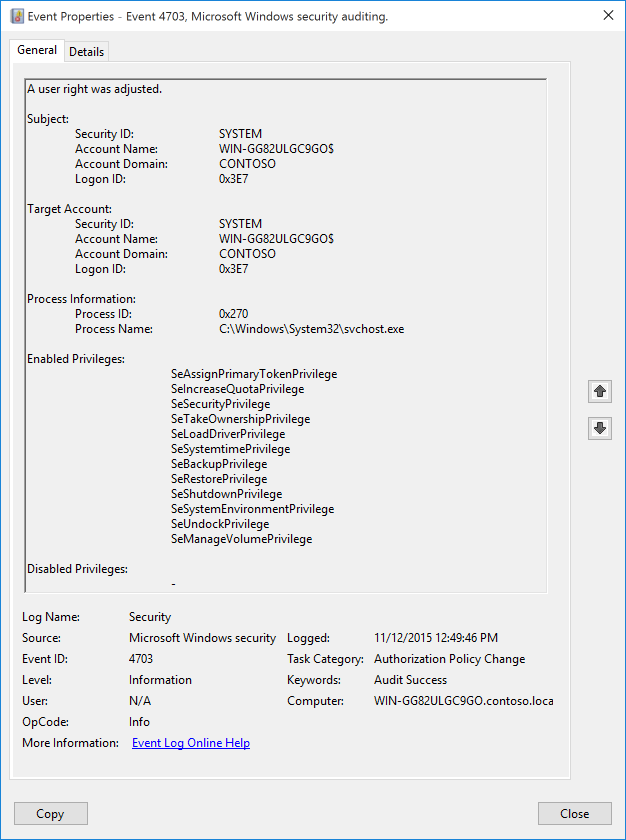 Event Properties - Event 4703, Microsoft Windows security auditing.
General Details
A user right was adjusted.
Subject:
Security ID: SYSTEM
Account Name: WIN-GG82ULGC9GO$
Account Domain: CONTOSO
Logon ID: 0x3E7
Target Account:
Security ID: SYSTEM
Account Name: WIN-GG82ULGC9GO$
Account Domain: CONTOSO
Logon ID: 0x3E7
Process Information:
Process ID: 0x270
Process Name: C:\Windows\System32\svchost.exe
Enabled Privileges:
SeAssignPrimaryTokenPrivilege
SeIncreaseQuotaPrivilege
SeSecurityPrivilege
SeTakeOwnershipPrivilege
SeLoadDriverPrivilege
SeSystemtimePrivilege
SeBackupPrivilege
SeRestorePrivilege
SeShutdownPrivilege
SeSystemEnvironmentPrivilege
SeUndockPrivilege
SeManageVolumePrivilege
Disabled Privileges:
-
Log Name: Security
Source: Microsoft Windows security Logged: 11/12/2015 12:49:46 PM
Event ID: 4703 Task Category: Authorization Policy Change
Level: Information Keywords: Audit Success
User: N/A Computer: WIN-GG82ULGC9GO.contoso.loca
OpCode: Info
More Information: Event Log Online Help
Copy Close